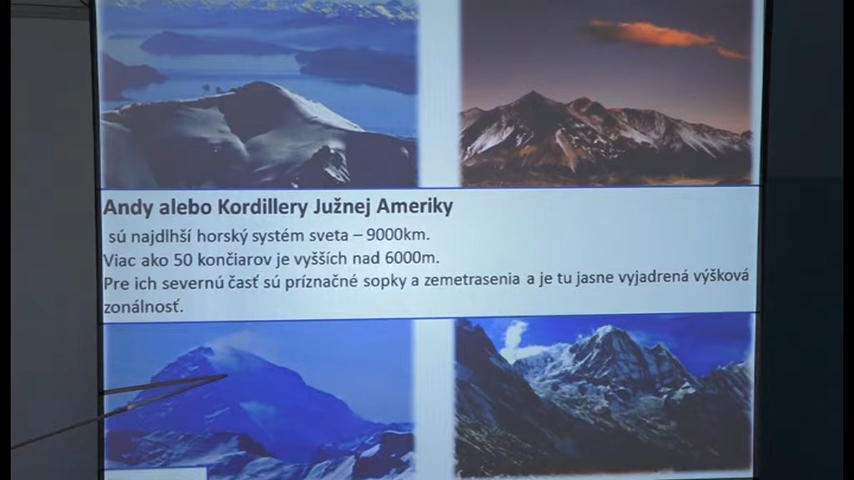 Andy alebo Kordillery Južnej Ameriky
sú najdlhší horský systém sveta – 9000km.
Viac ako 50 končiarov je vyšších nad 6000m.
Pre ich severnú časť sú príznačné sopky a zemetrasenia a je tu jasne vyjadrená výšková
zonálnosť.